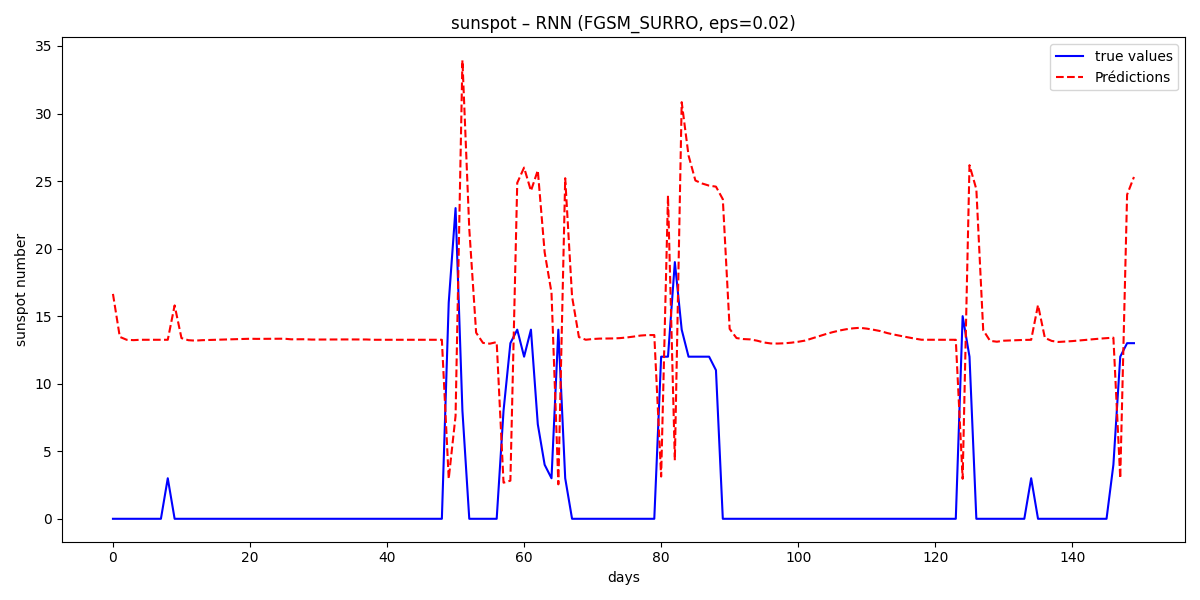 sunspot – RNN (FGSM_SURRO, eps=0.02)
true values
Prédictions
sunspot number
35
30
25
20
15
10
5
0
0 20 40 60 80 100 120 140
days